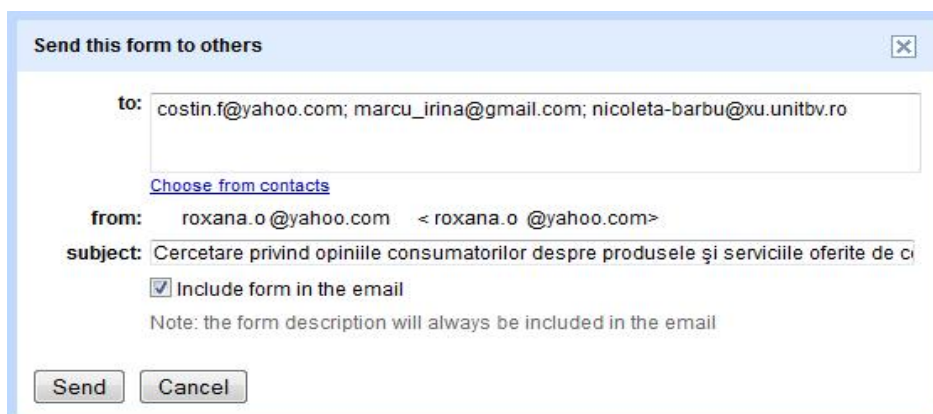 Send this form to others
to: costin.f@yahoo.com; marcu_irina@gmail.com; nicoleta-barbu@xu.unitbv.ro
Choose from contacts
from: roxana.o @yahoo.com < roxana.o @yahoo.com>
subject: Cercetare privind opiniile consumatorilor despre produsele şi serviciile oferite de
Include form in the email
Note: the form description will always be included in the email
Send Cancel